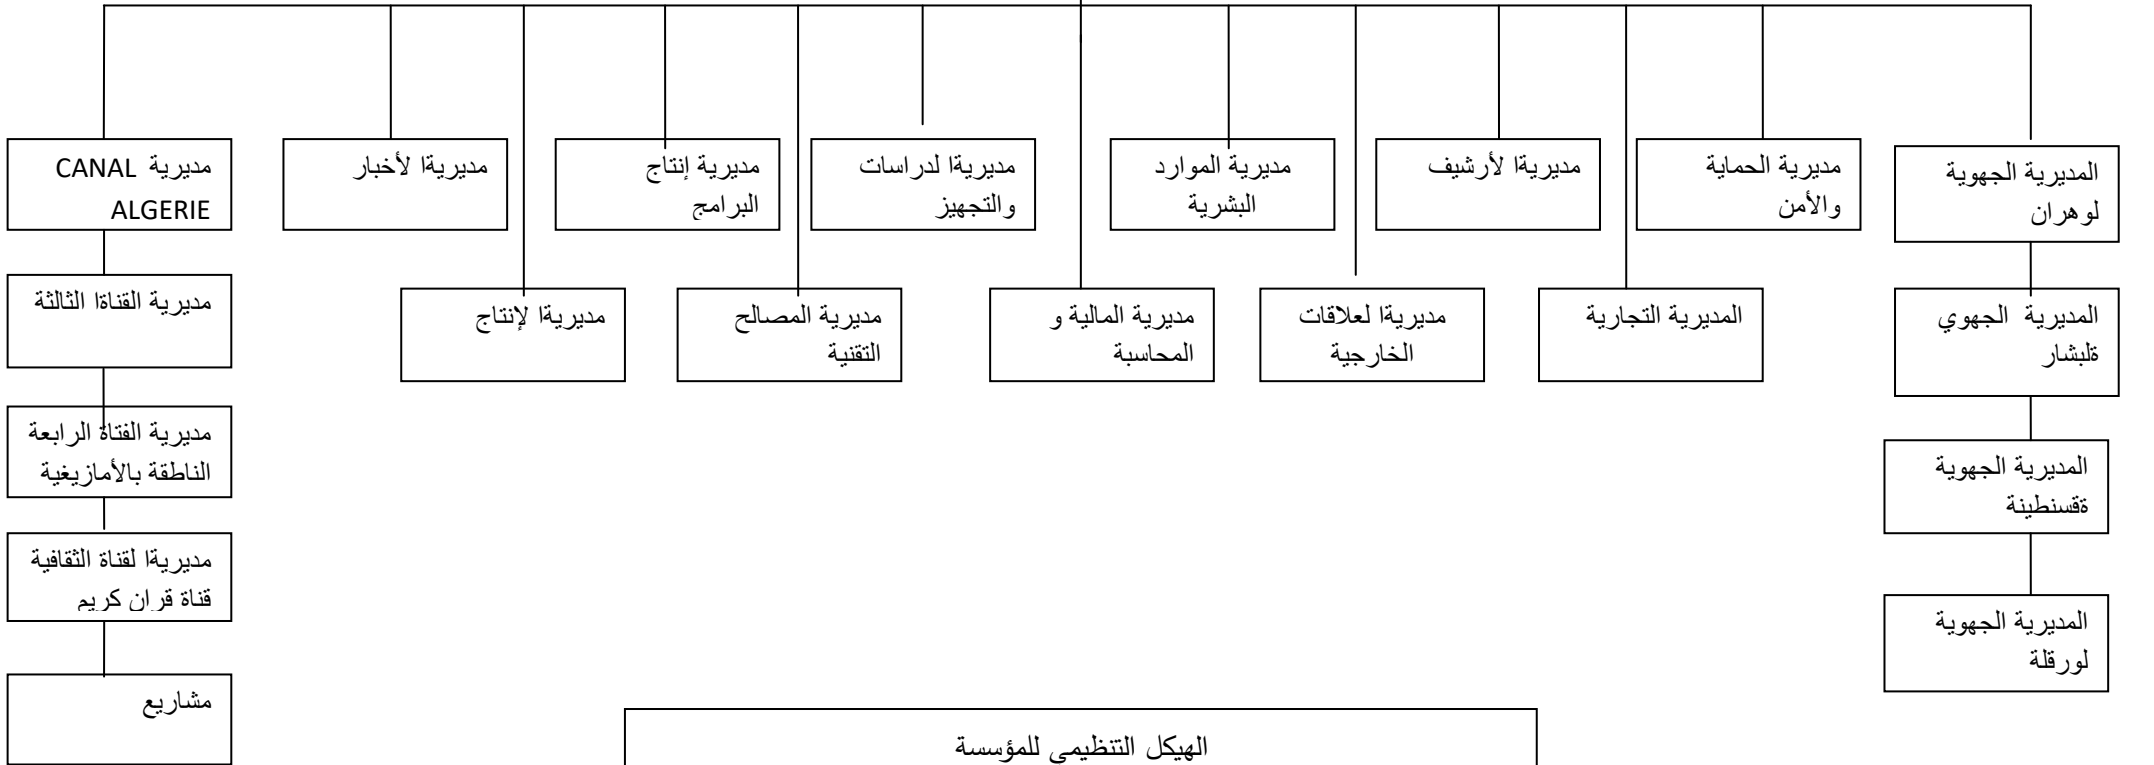 المديرية الجهوية
لوهران
مديرية الحماية
والأمن
مديريةا لأرشيف
مديرية الموارد
البشرية
مديريةا لدراسات
والتجهيز
مديرية إنتاج
البرامج
مديريةا لأخبار
مديرية CANAL
ALGERIE
المديرية الجهوي
ةلبشار
المديرية التجارية
مديريةا لعلاقات
الخارجية
مديرية المالية و
المحاسبة
مديرية المصالح
التقنية
مديريةا لإنتاج
مديرية القناةا الثالثة
المديرية الجهوية
ةقسنطينة
مديرية الفتاة الرابعة
الناطقة بالأمازيغية
المديرية الجهوية
لورقلة
مديريةا لقناة الثقافية
قناة قران كريم
مشاريع
الهيكل التنظيمي للمؤسسة